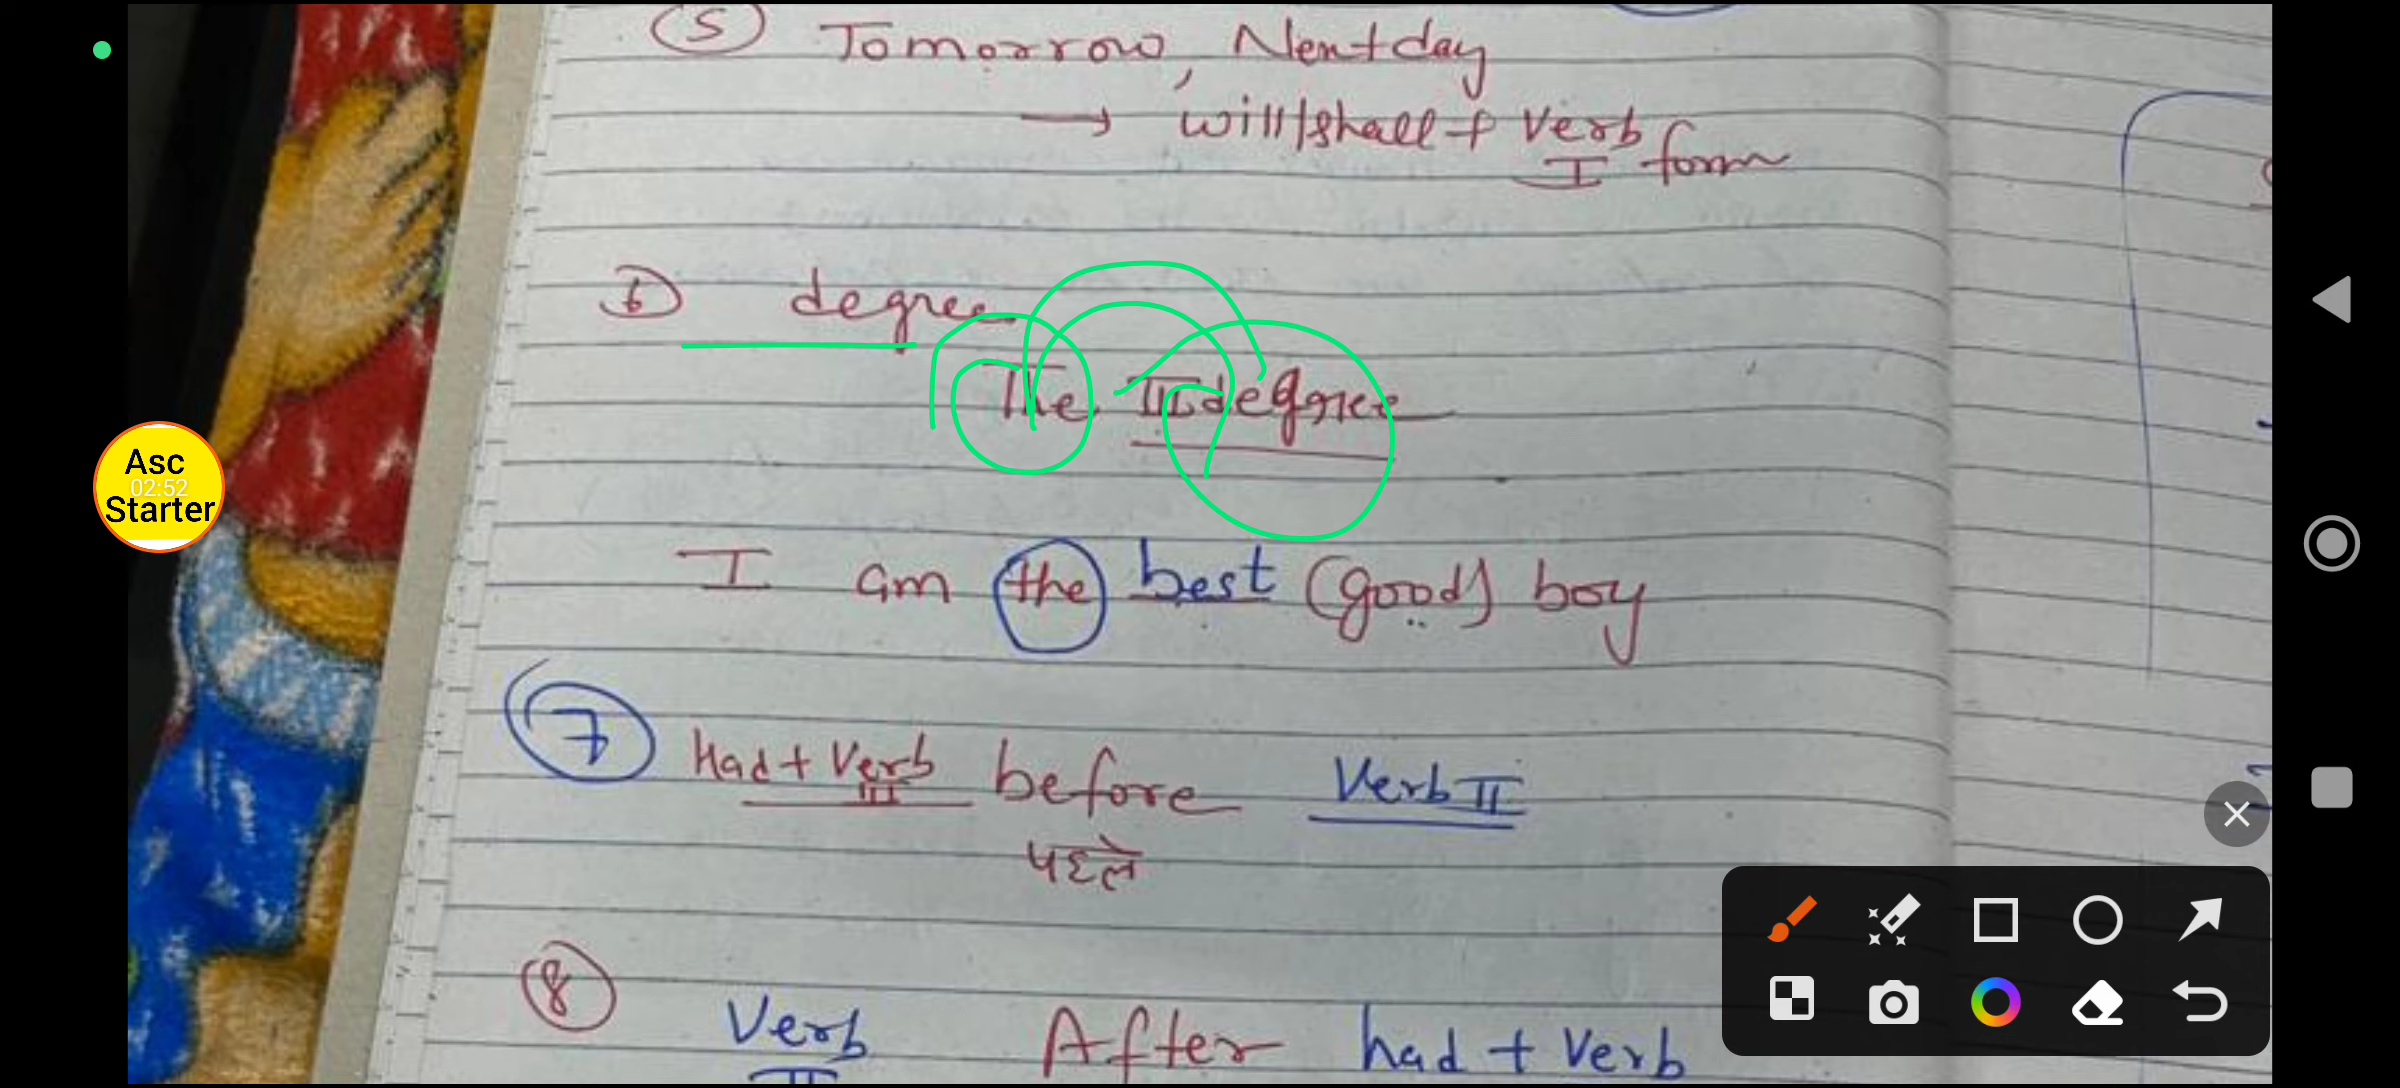 5 Tomorrow, Next day
→ will/shall + Verb
I form
6 degree
The III degree
I am the best (good) boy
7 Had + Verb before Verb II
III
पहले
8 Verb After had + Verb
II
Asc
02:52
Starter